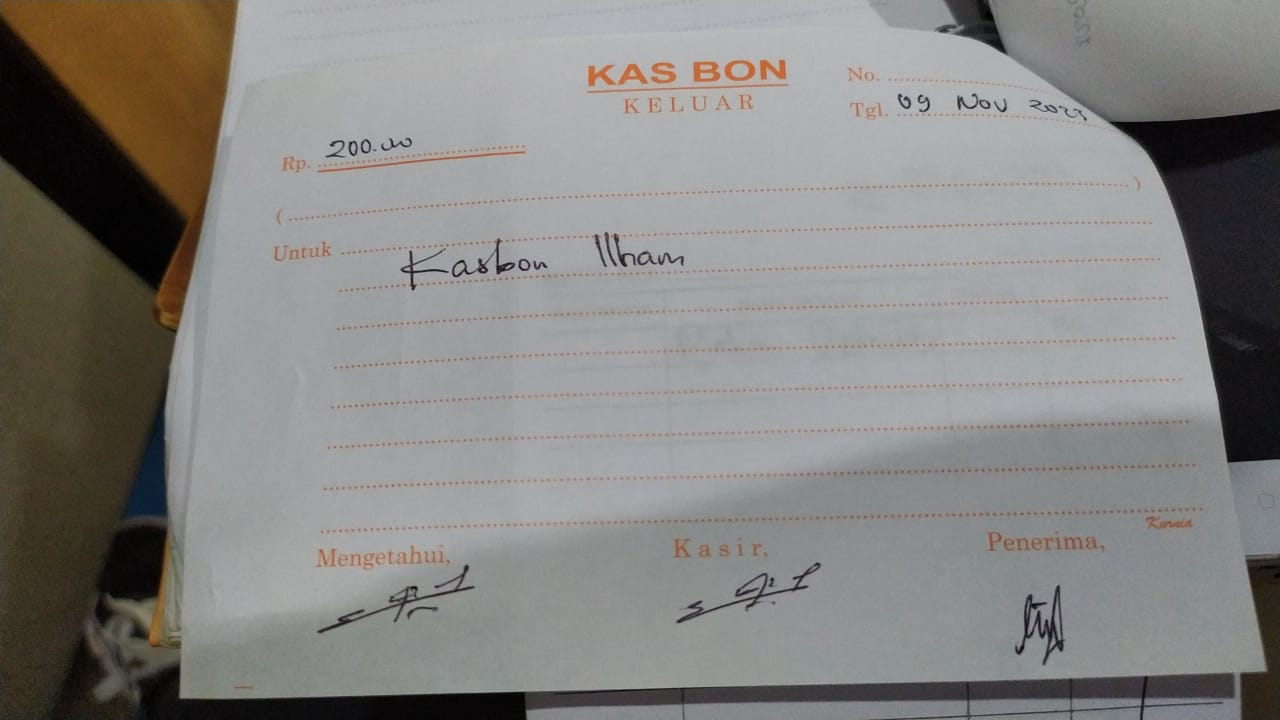 KAS BON
KELUAR
No.
Tgl. 09 Nov 2023
Rp. 200.000
(                    )
Untuk
Kasbon Ilham
Kurnia
Mengetahui,
Kasir,
Penerima,